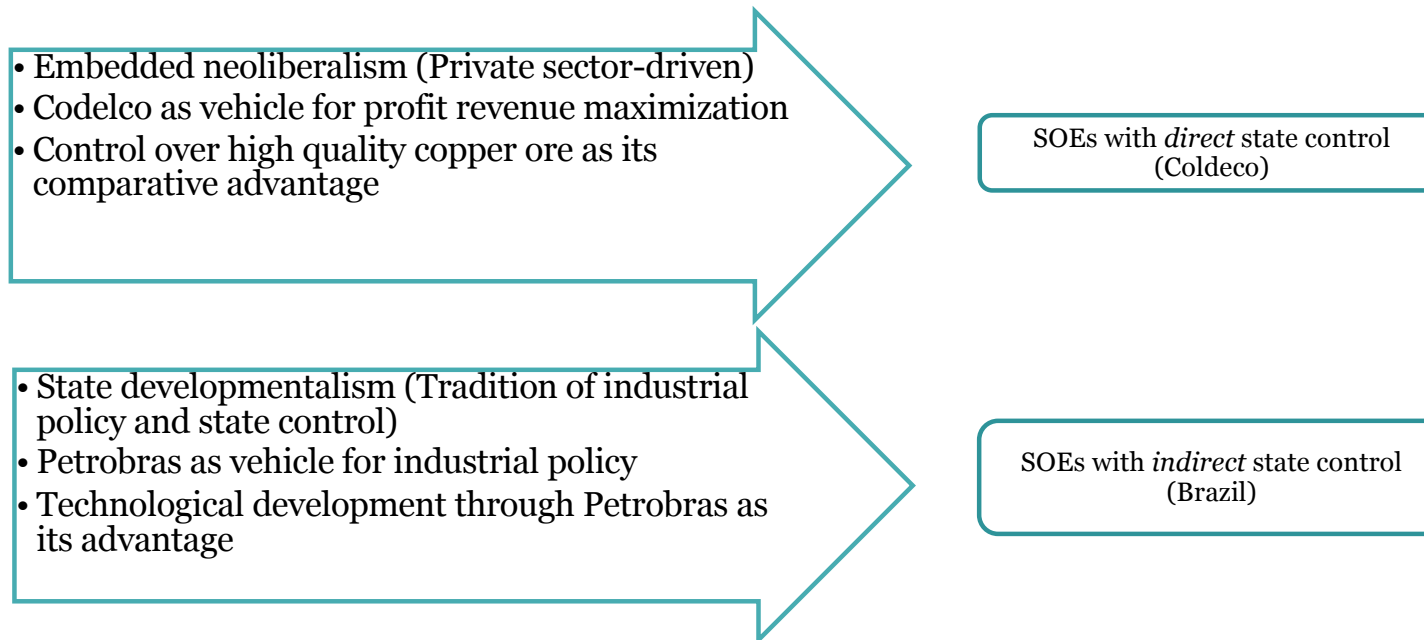 • Embedded neoliberalism (Private sector-driven)
• Codelco as vehicle for profit revenue maximization
• Control over high quality copper ore as its
comparative advantage
SOEs with direct state control
(Coldeco)
• State developmentalism (Tradition of industrial
policy and state control)
• Petrobras as vehicle for industrial policy
• Technological development through Petrobras as
its advantage
SOEs with indirect state control
(Brazil)